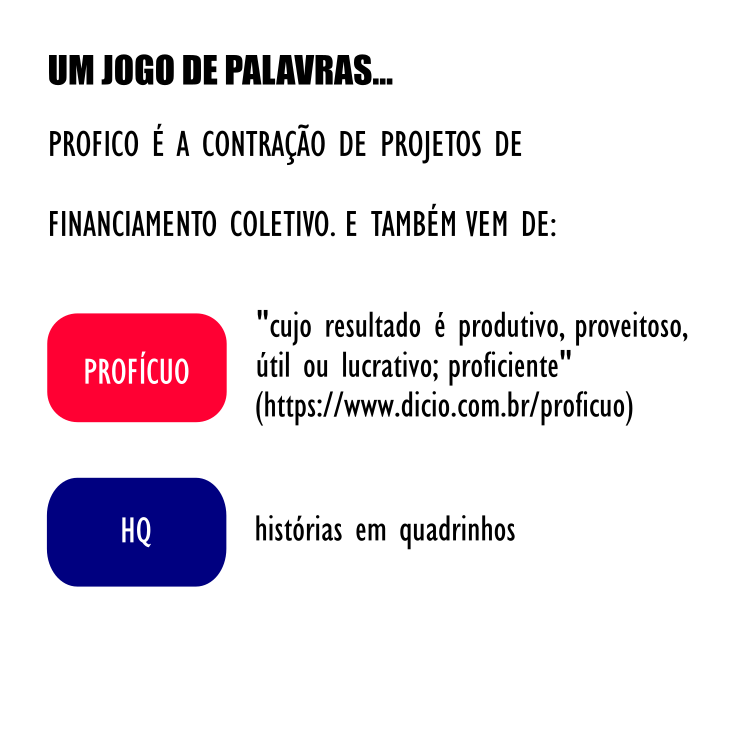 UM JOGO DE PALAVRAS...
PROFICO É A CONTRAÇÃO DE PROJETOS DE
FINANCIAMENTO COLETIVO. E TAMBÉM VEM DE:
PROFÍCUO
"cujo resultado é produtivo, proveitoso,
útil ou lucrativo; proficiente"
(https://www.dicio.com.br/proficuo)
HQ
histórias em quadrinhos